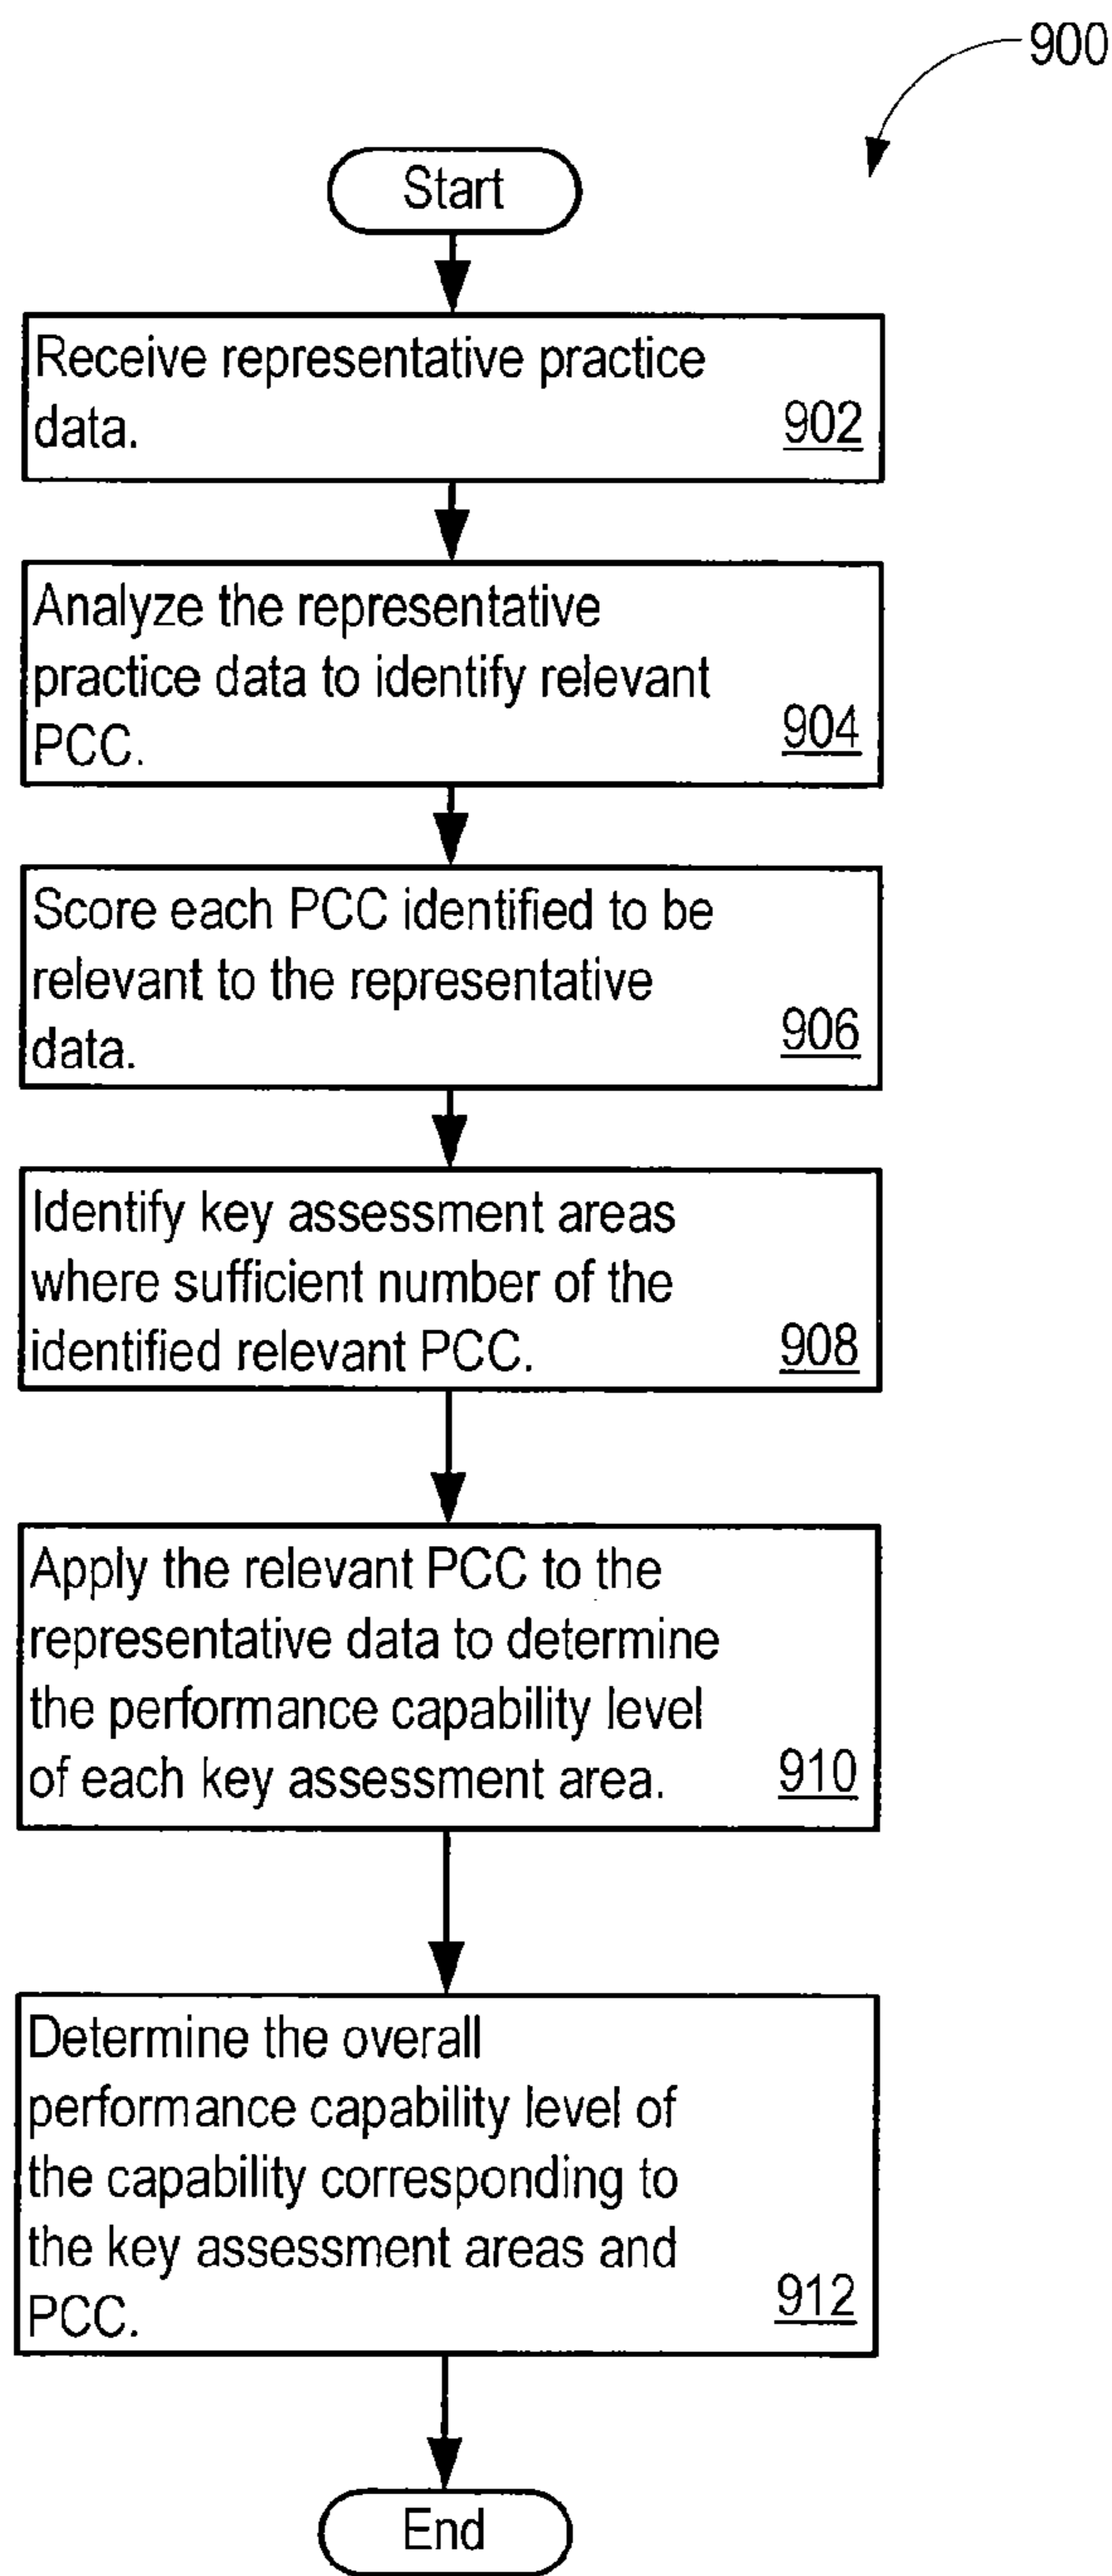 900
Start
Receive representative practice
data.
902
Analyze the representative
practice data to identify relevant
PCC.
904
Score each PCC identified to be
relevant to the representative
data.
906
Identify key assessment areas
where sufficient number of the
identified relevant PCC.
908
Apply the relevant PCC to the
representative data to determine
the performance capability level
of each key assessment area.
910
Determine the overall
performance capability level of
the capability corresponding to
the key assessment areas and
PCC.
912
End